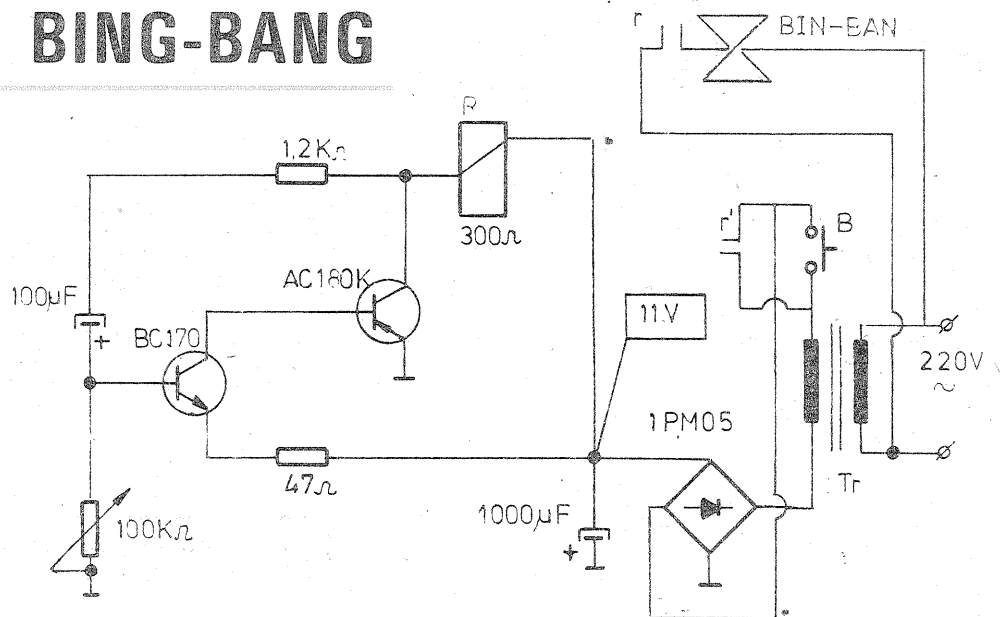 BING-BANG
r
BIN-BAN
R
1,2KΩ
300Ω
r'
B
100µF
+
AC180K
BC170
11V
220V
~
1PM05
47Ω
Tr
1000µF
+
100KΩ